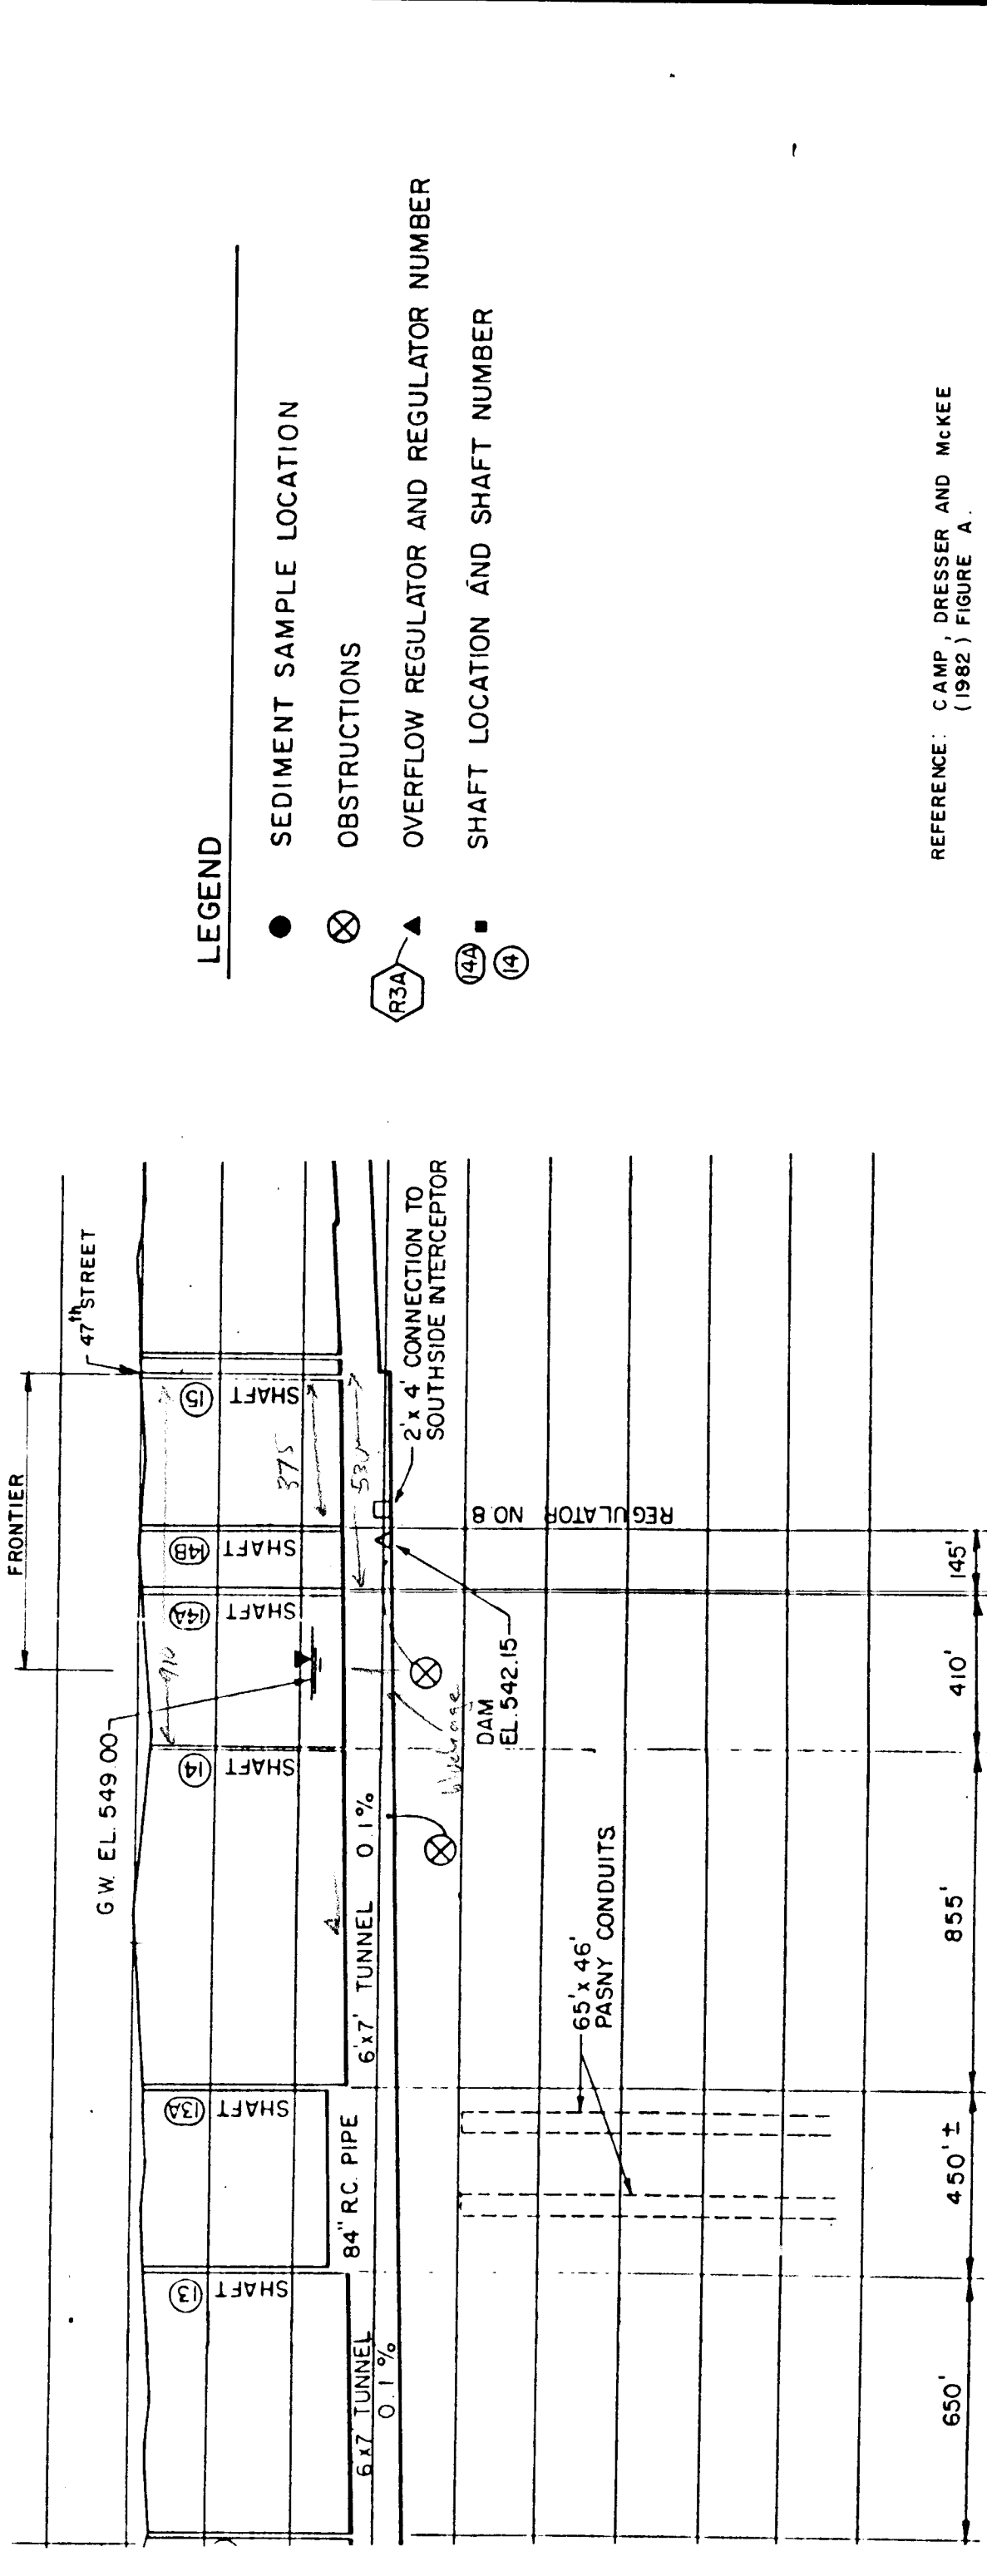 FRONTIER
47th STREET
G.W. EL. 549.00
SHAFT
13
SHAFT
13A
SHAFT
14
SHAFT
14A
SHAFT
14B
SHAFT
15
910
375
530
6'x7' TUNNEL
0.1%
84" R.C. PIPE
6'x7' TUNNEL 0.1%
DAM
EL. 542.15
2'x 4' CONNECTION TO
SOUTHSIDE INTERCEPTOR
REGULATOR NO.8
65'x 46'
PASNY CONDUITS
650'
450'±
855'
410'
145'
LEGEND
SEDIMENT SAMPLE LOCATION
OBSTRUCTIONS
R3A
OVERFLOW REGULATOR AND REGULATOR NUMBER
14A
14
SHAFT LOCATION AND SHAFT NUMBER
REFERENCE: CAMP, DRESSER AND McKEE
(1982) FIGURE A.